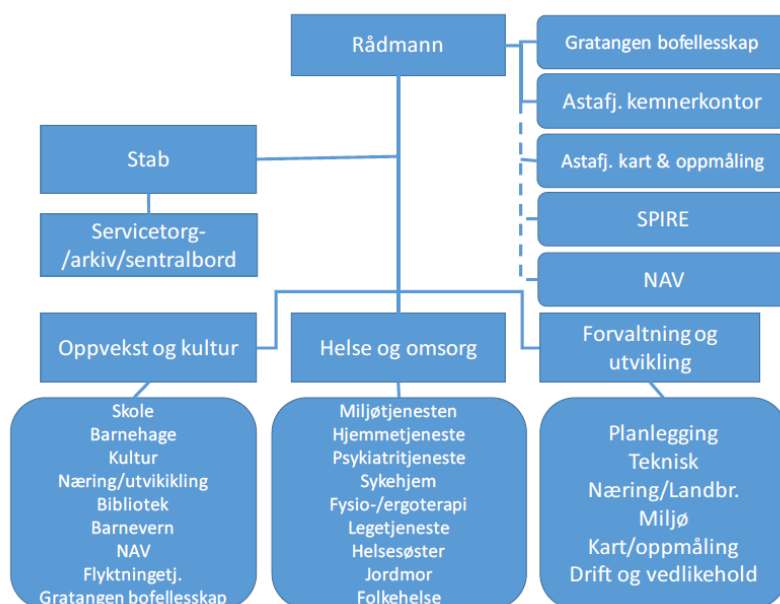 Rådmann
Gratangen bofellesskap
Astafj. kemnerkontor
Astafj. kart & oppmåling
SPIRE
NAV
Stab
Servicetorg-
/arkiv/sentralbord
Oppvekst og kultur
Helse og omsorg
Forvaltning og
utvikling
Skole
Barnehage
Kultur
Næring/utvikikling
Bibliotek
Barnevern
NAV
Flyktningetj.
Gratangen bofellesskap
Miljøtjenesten
Hjemmetjeneste
Psykiatritjeneste
Sykehjem
Fysio-/ergoterapi
Legetjeneste
Helsesøster
Jordmor
Folkehelse
Planlegging
Teknisk
Næring/Landbr.
Miljø
Kart/oppmåling
Drift og vedlikehold